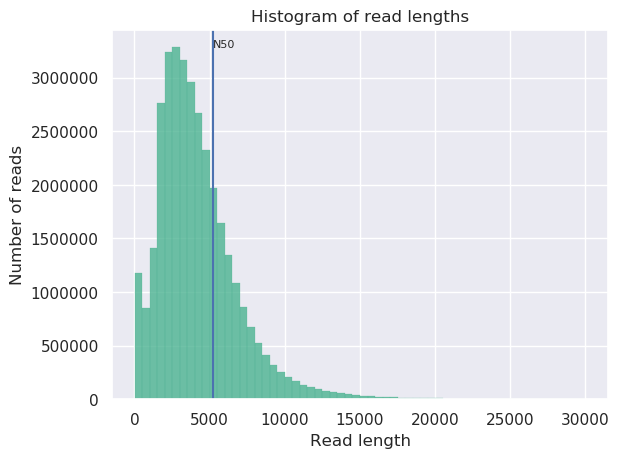 Histogram of read lengths
N50
3000000
2500000
2000000
1500000
1000000
500000
0
Number of reads
0 5000 10000 15000 20000 25000 30000
Read length